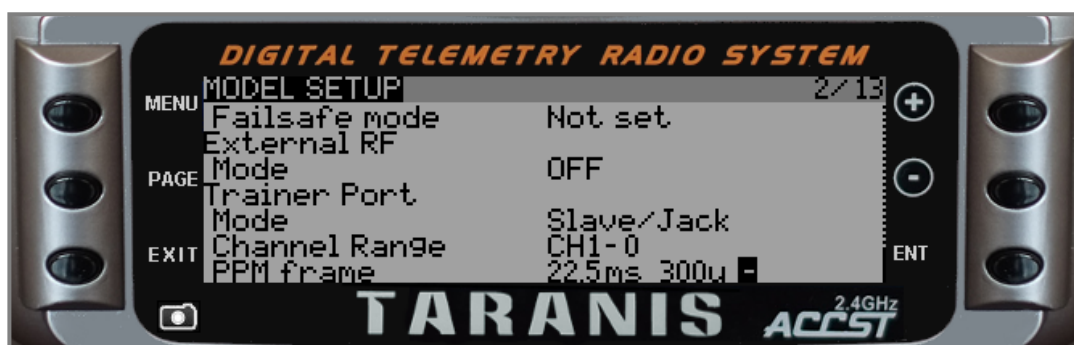 DIGITAL TELEMETRY RADIO SYSTEM
MENU
MODEL SETUP 2/13
+
Failsafe mode Not set
External RF
PAGE
Mode OFF
-
Trainer Port
Mode Slave/Jack
EXIT
Channel Range CH1-0
ENT
PPM frame 22.5ms 300u -
TARANIS
2.4GHz
ACCST